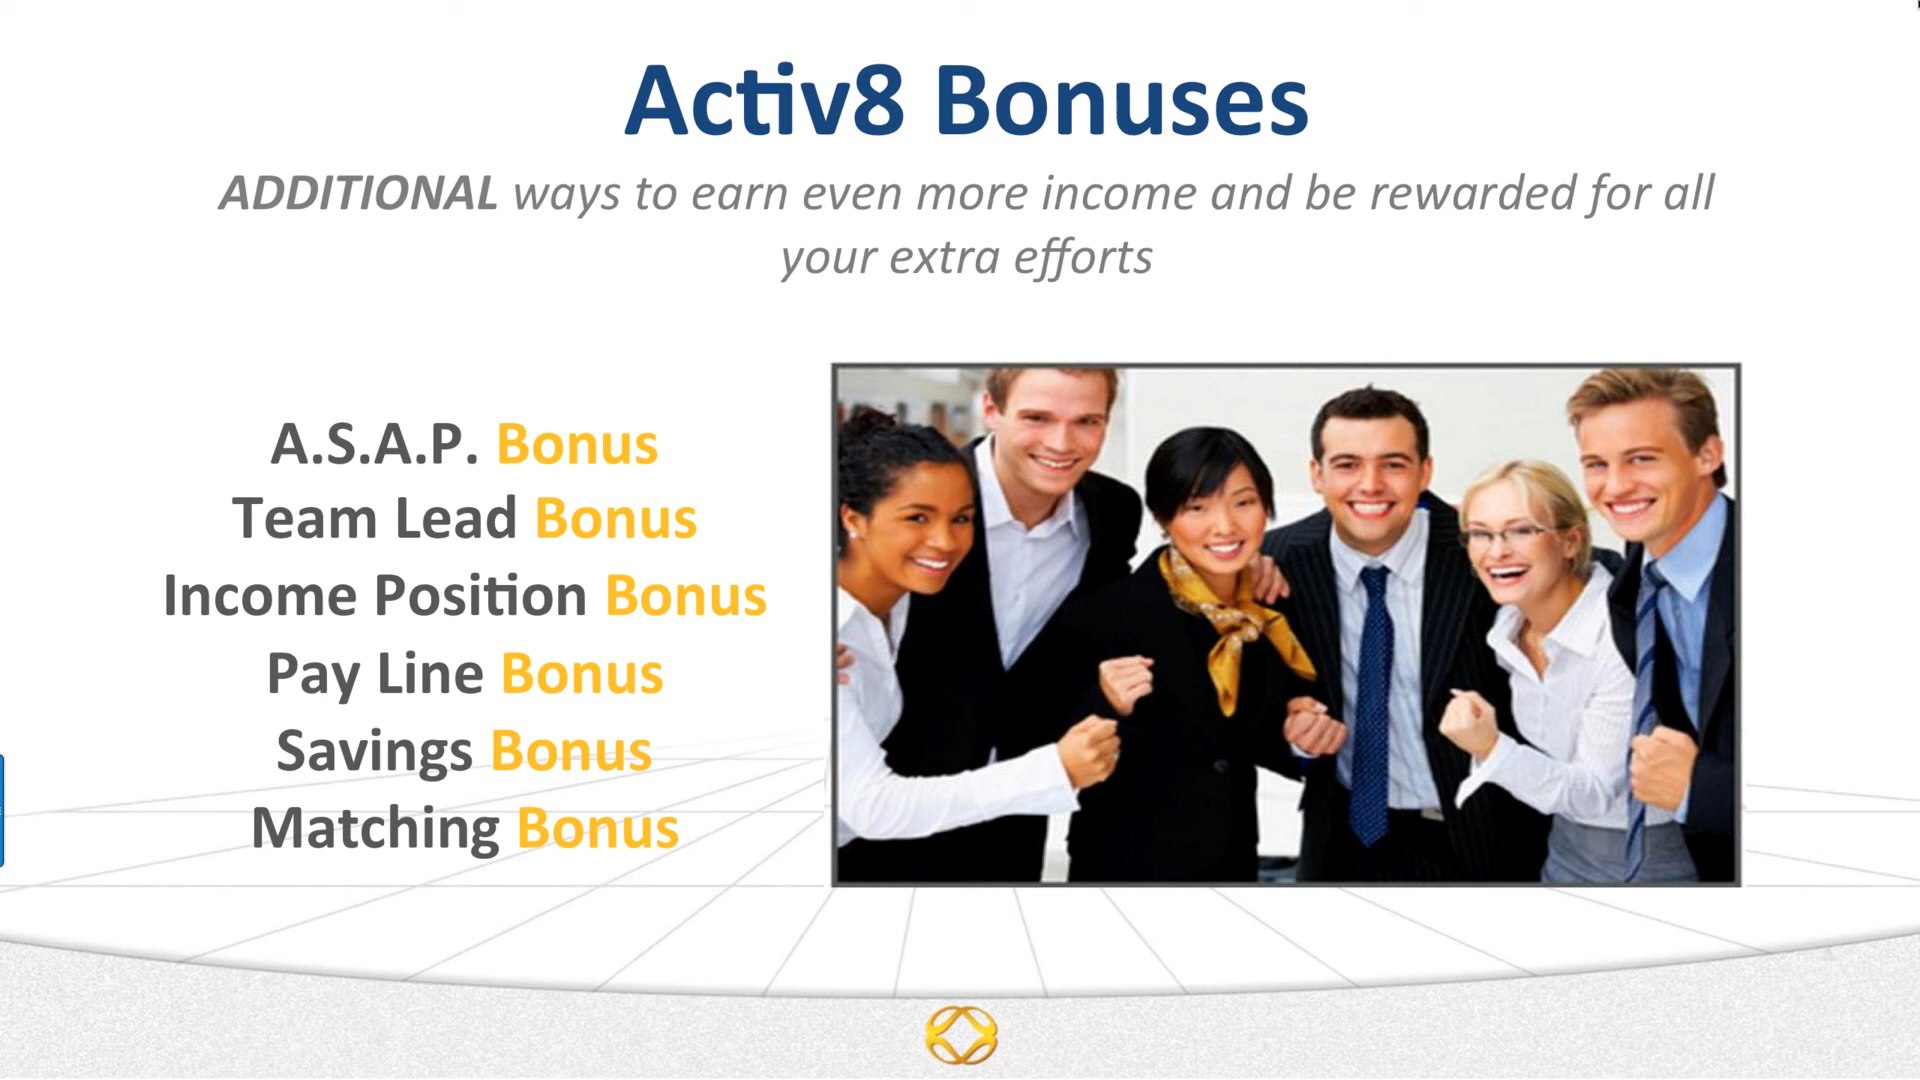 Activ8 Bonuses
ADDITIONAL ways to earn even more income and be rewarded for all
your extra efforts
A.S.A.P. Bonus
Team Lead Bonus
Income Position Bonus
Pay Line Bonus
Savings Bonus
Matching Bonus